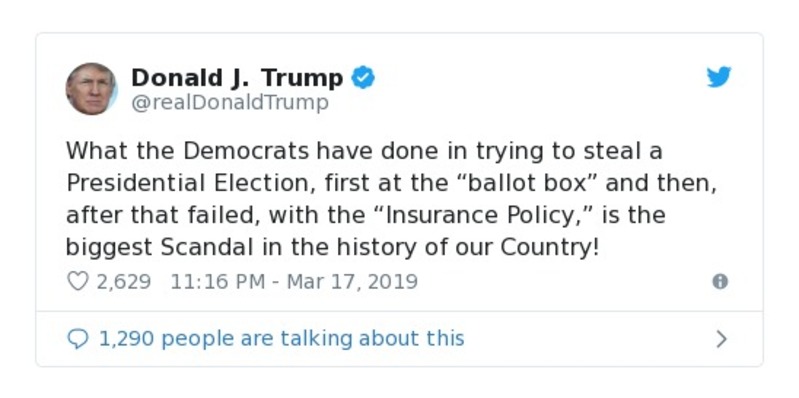 Donald J. Trump
@realDonaldTrump
What the Democrats have done in trying to steal a
Presidential Election, first at the “ballot box” and then,
after that failed, with the “Insurance Policy,” is the
biggest Scandal in the history of our Country!
2,629 11:16 PM - Mar 17, 2019
1,290 people are talking about this